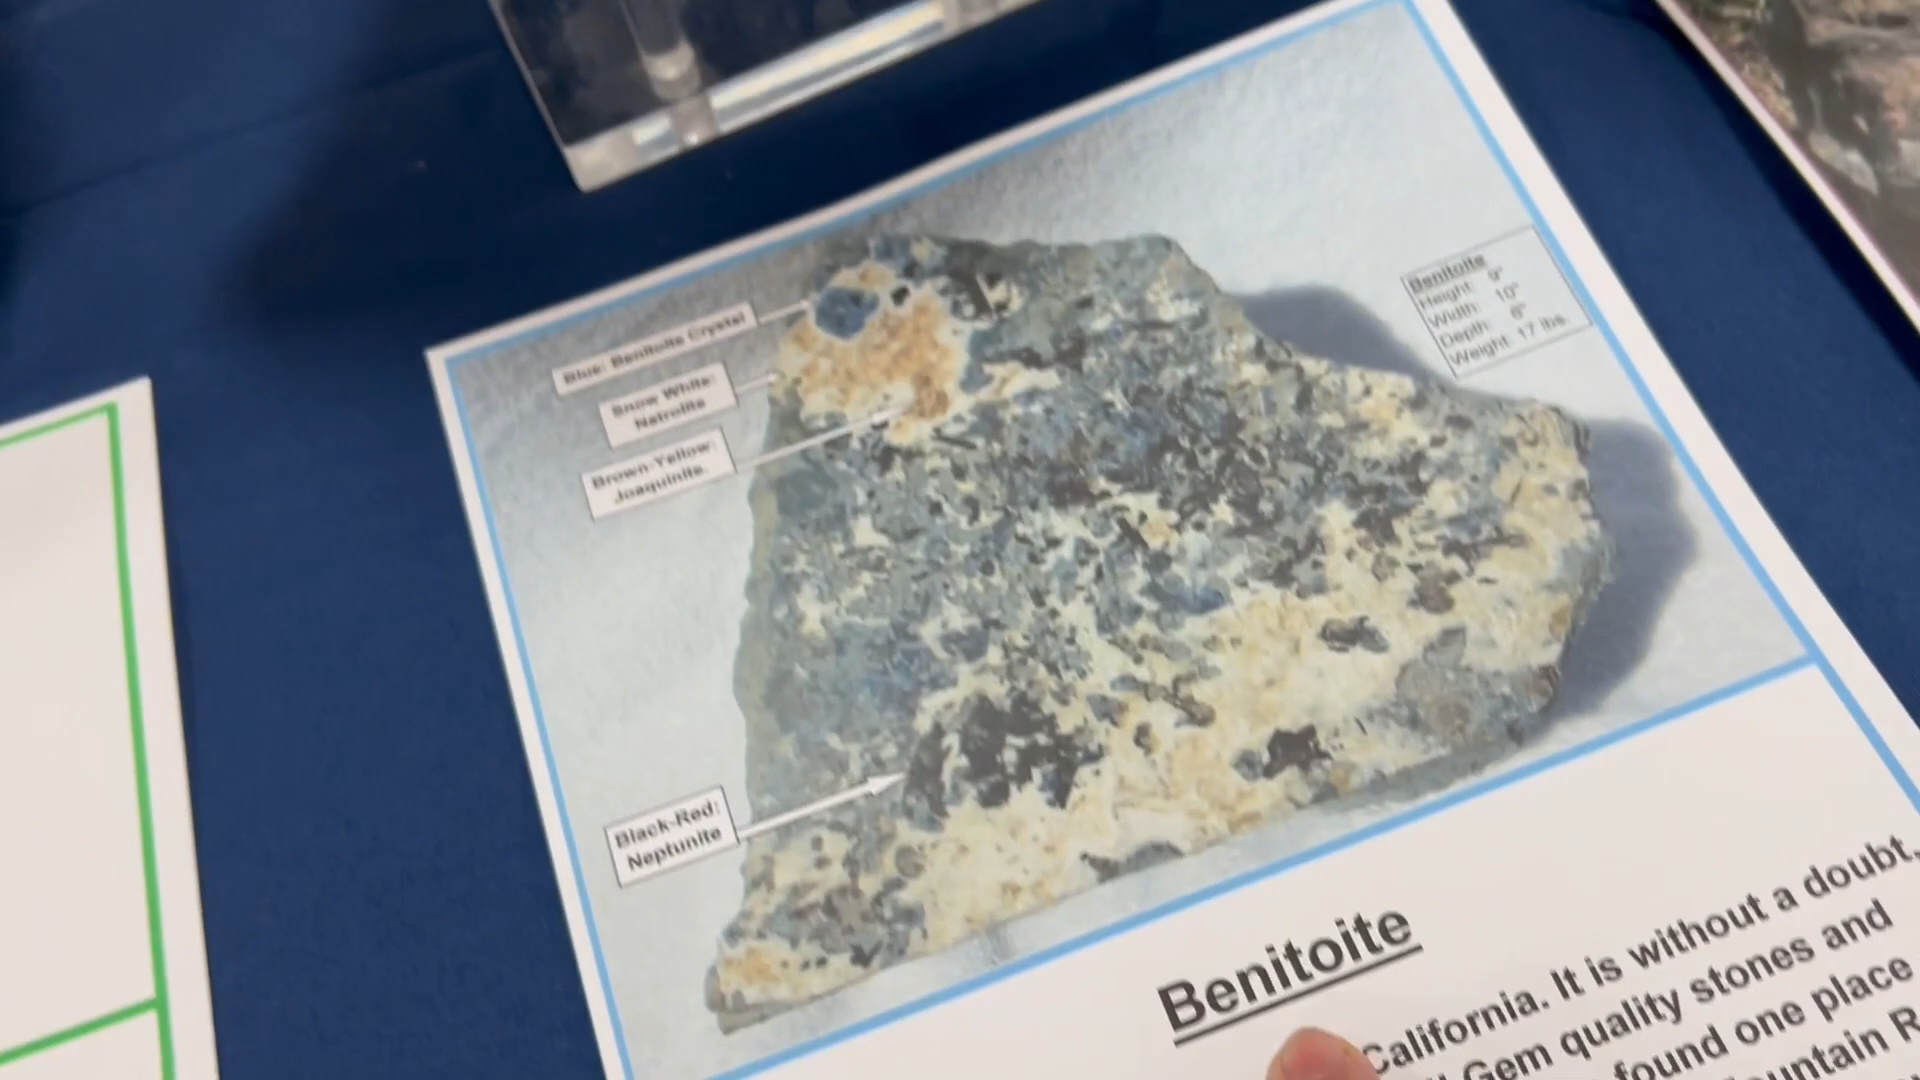 Blue: Benitoite Crystal
Snow White:
Natrolite
Brown-Yellow:
Joaquinite.
Black-Red:
Neptunite
Benitoite
Height: 9"
Width: 10"
Depth: 6"
Weight: 17 lbs.
Benitoite
California. It is without a doubt,
Gem quality stones and
found one place